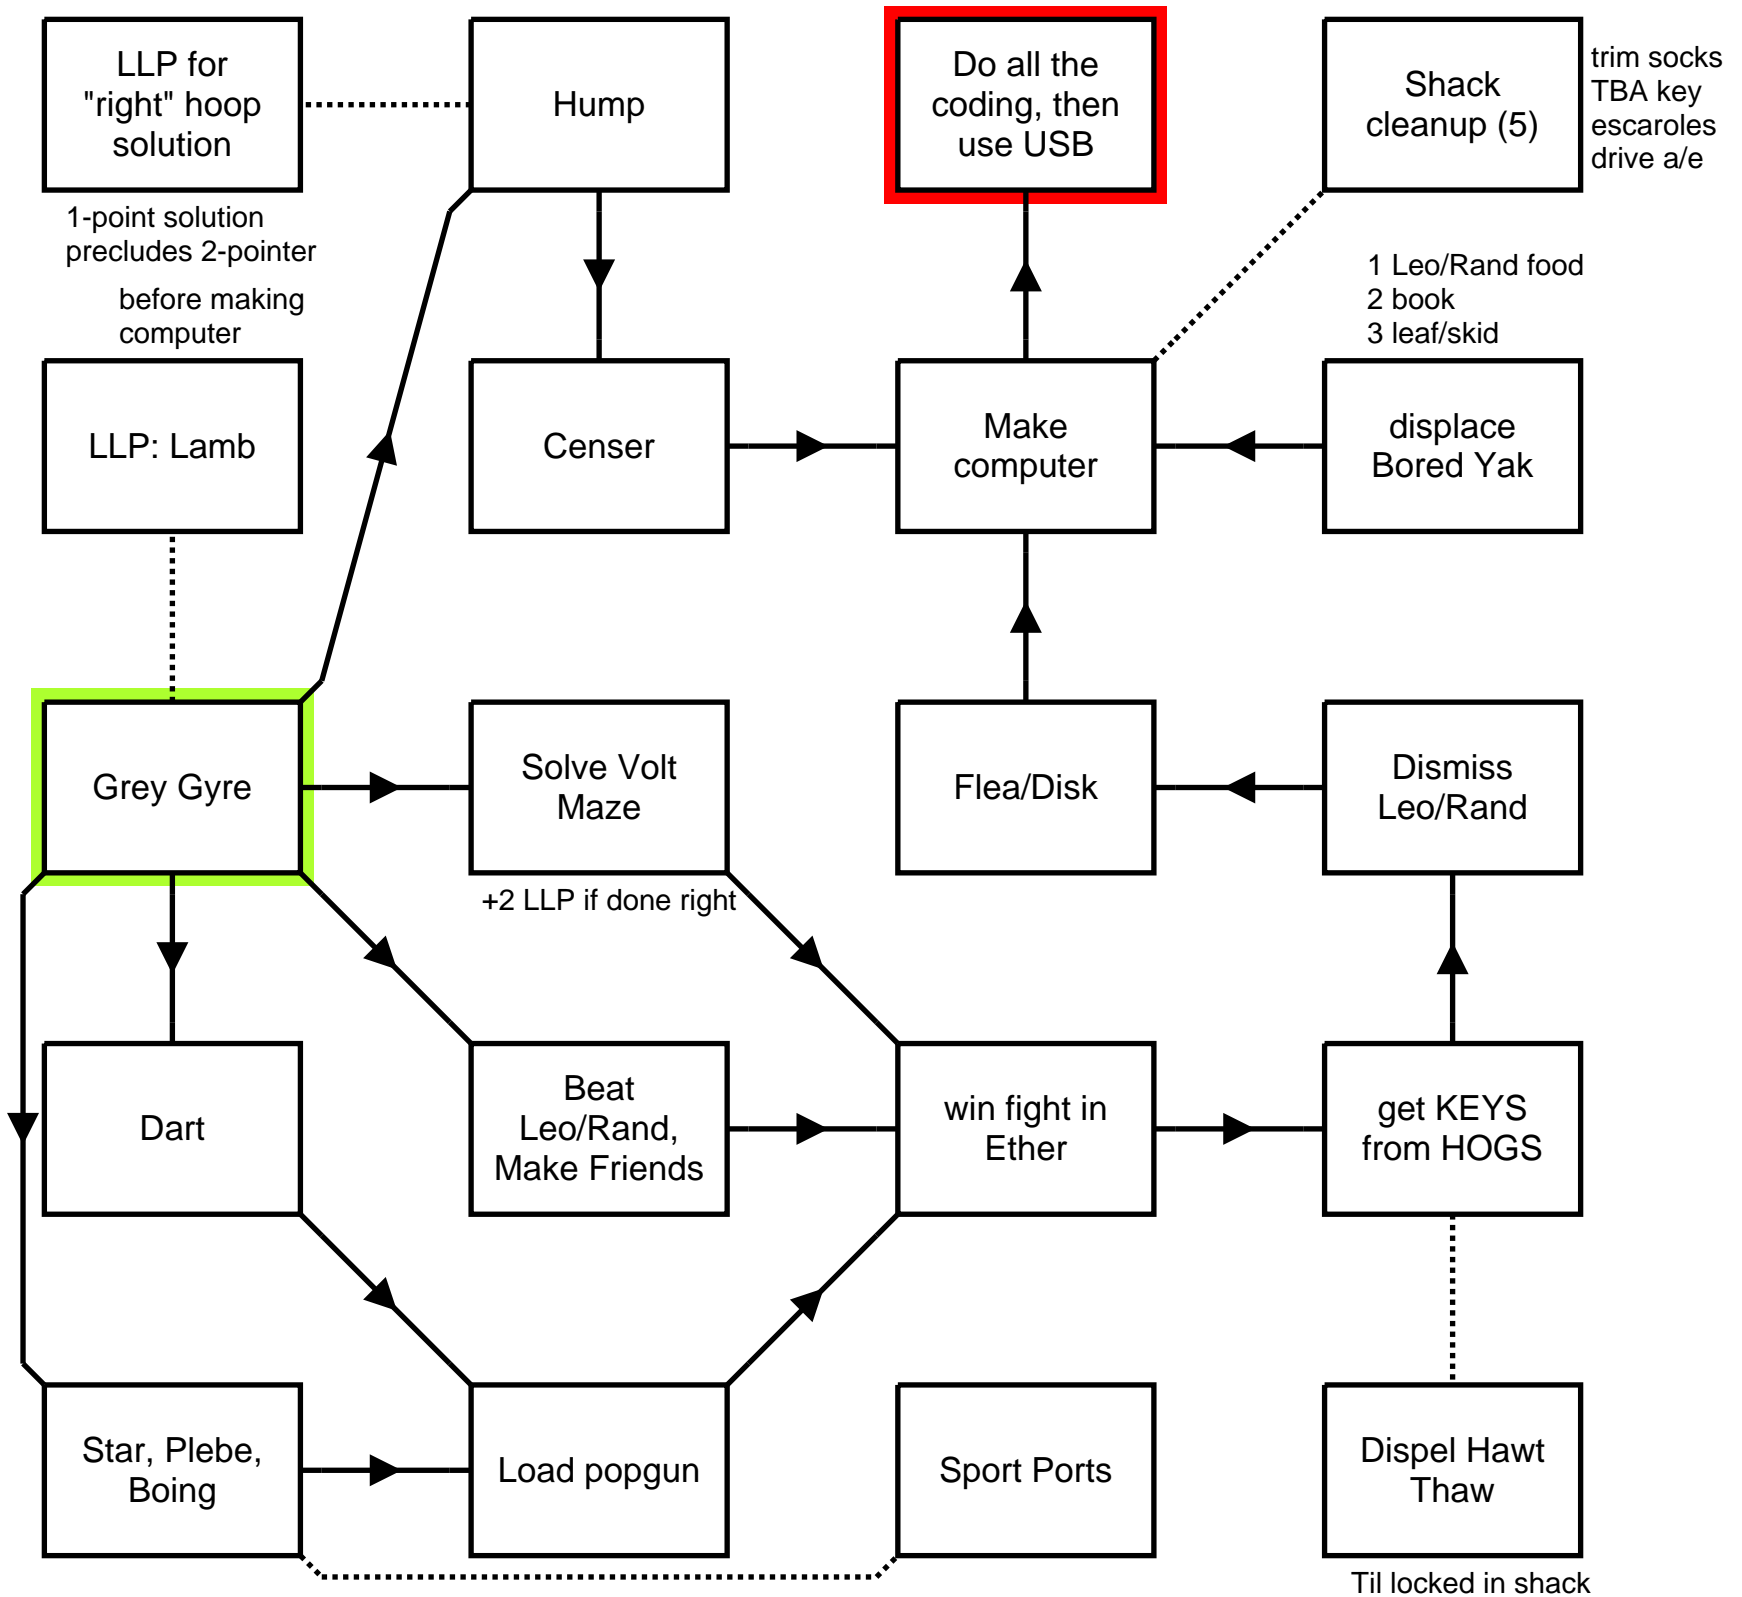 LLP for
"right" hoop
solution
Hump
Do all the
coding, then
use USB
Shack
cleanup (5)
trim socks
TBA key
escaroles
drive a/e
1-point solution
precludes 2-pointer
before making
computer
1 Leo/Rand food
2 book
3 leaf/skid
LLP: Lamb
Censer
Make
computer
displace
Bored Yak
Grey Gyre
Solve Volt
Maze
Flea/Disk
Dismiss
Leo/Rand
+2 LLP if done right
Dart
Beat
Leo/Rand,
Make Friends
win fight in
Ether
get KEYS
from HOGS
Star, Plebe,
Boing
Load popgun
Sport Ports
Dispel Hawt
Thaw
Til locked in shack